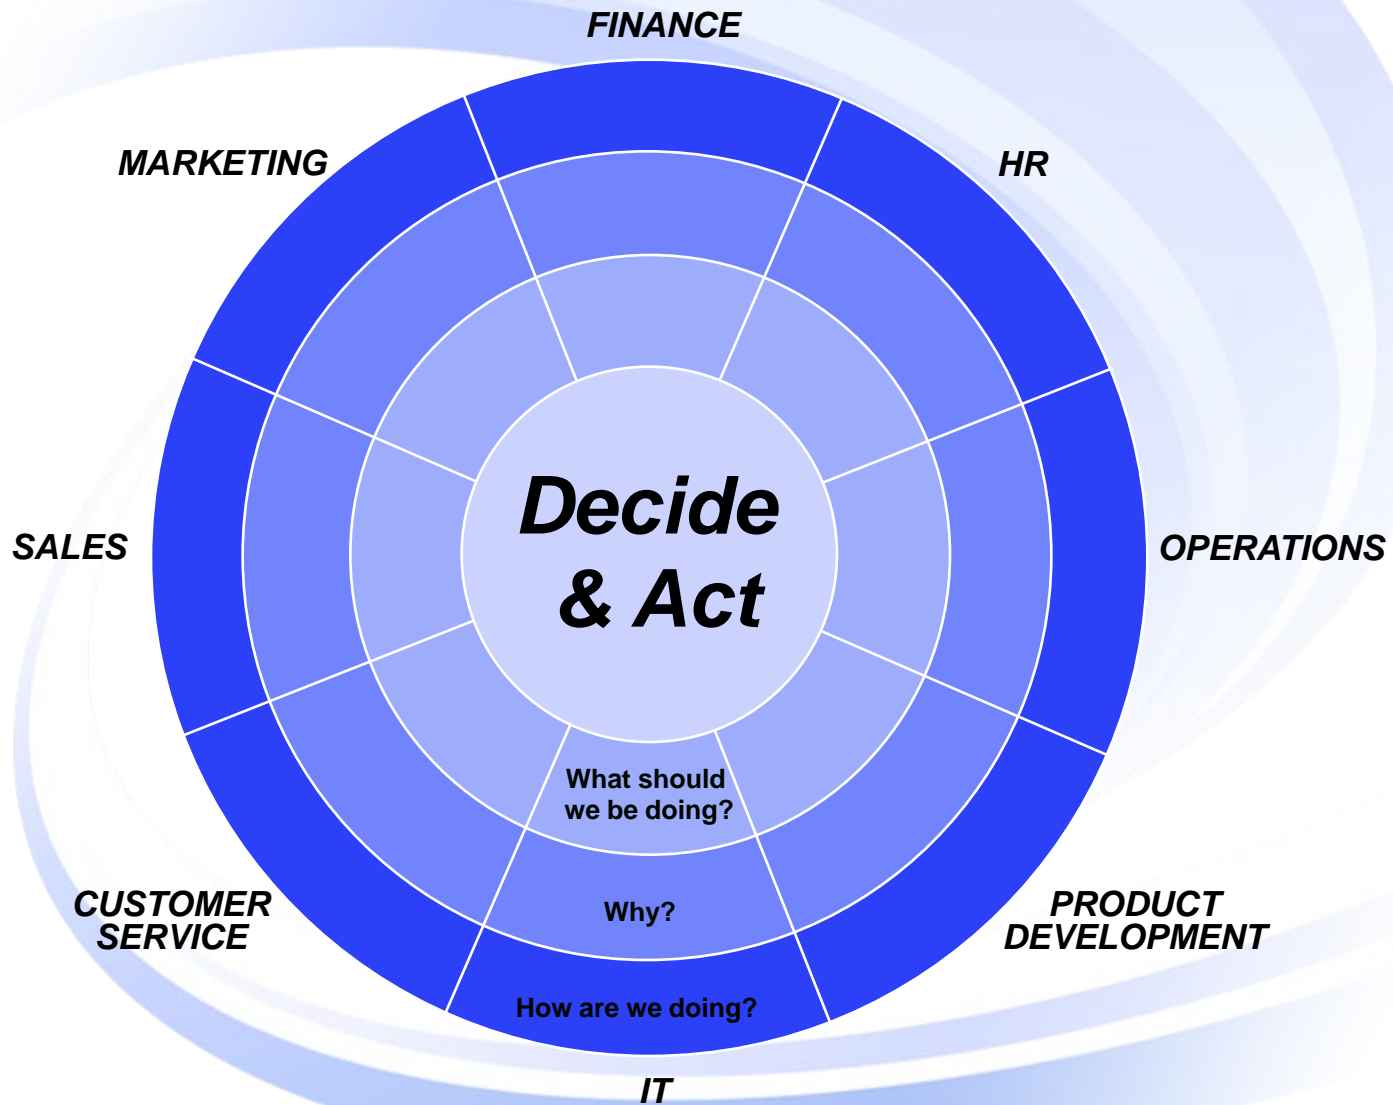 FINANCE
MARKETING
HR
SALES
Decide
& Act
OPERATIONS
What should
we be doing?
Why?
CUSTOMER
SERVICE
PRODUCT
DEVELOPMENT
How are we doing?
IT